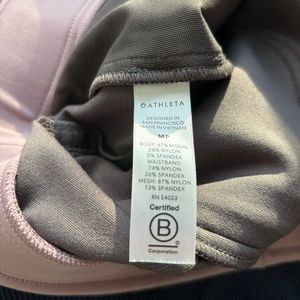 ATHLETA
DESIGNED IN
SAN FRANCISCO
MADE IN VIETNAM
BODY: 67% MODAL
28% NYLON
5% SPANDEX
WAISTBAND:
74% NYLON
26% SPANDEX
MESH: 87% NYLON
13% SPANDEX
RN 54023
Certified
B
Corporation